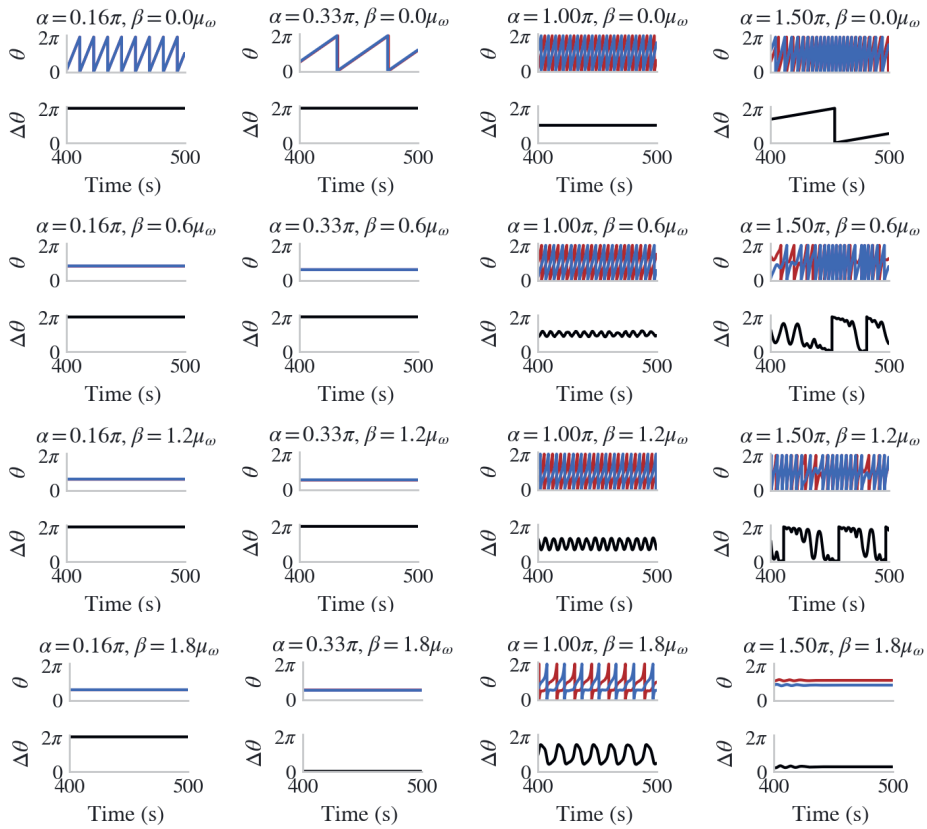 α=0.16π, β=0.0μω α=0.33π, β=0.0μω α=1.00π, β=0.0μω α=1.50π, β=0.0μω
θ 2π 0 θ 2π 0 θ 2π 0 θ 2π 0
Δθ 2π 0 Δθ 2π 0 Δθ 2π 0 Δθ 2π 0
400 500 400 500 400 500 400 500
Time (s) Time (s) Time (s) Time (s)
α=0.16π, β=0.6μω α=0.33π, β=0.6μω α=1.00π, β=0.6μω α=1.50π, β=0.6μω
θ 2π 0 θ 2π 0 θ 2π 0 θ 2π 0
Δθ 2π 0 Δθ 2π 0 Δθ 2π 0 Δθ 2π 0
400 500 400 500 400 500 400 500
Time (s) Time (s) Time (s) Time (s)
α=0.16π, β=1.2μω α=0.33π, β=1.2μω α=1.00π, β=1.2μω α=1.50π, β=1.2μω
θ 2π 0 θ 2π 0 θ 2π 0 θ 2π 0
Δθ 2π 0 Δθ 2π 0 Δθ 2π 0 Δθ 2π 0
400 500 400 500 400 500 400 500
Time (s) Time (s) Time (s) Time (s)
α=0.16π, β=1.8μω α=0.33π, β=1.8μω α=1.00π, β=1.8μω α=1.50π, β=1.8μω
θ 2π 0 θ 2π 0 θ 2π 0 θ 2π 0
Δθ 2π 0 Δθ 2π 0 Δθ 2π 0 Δθ 2π 0
400 500 400 500 400 500 400 500
Time (s) Time (s) Time (s) Time (s)